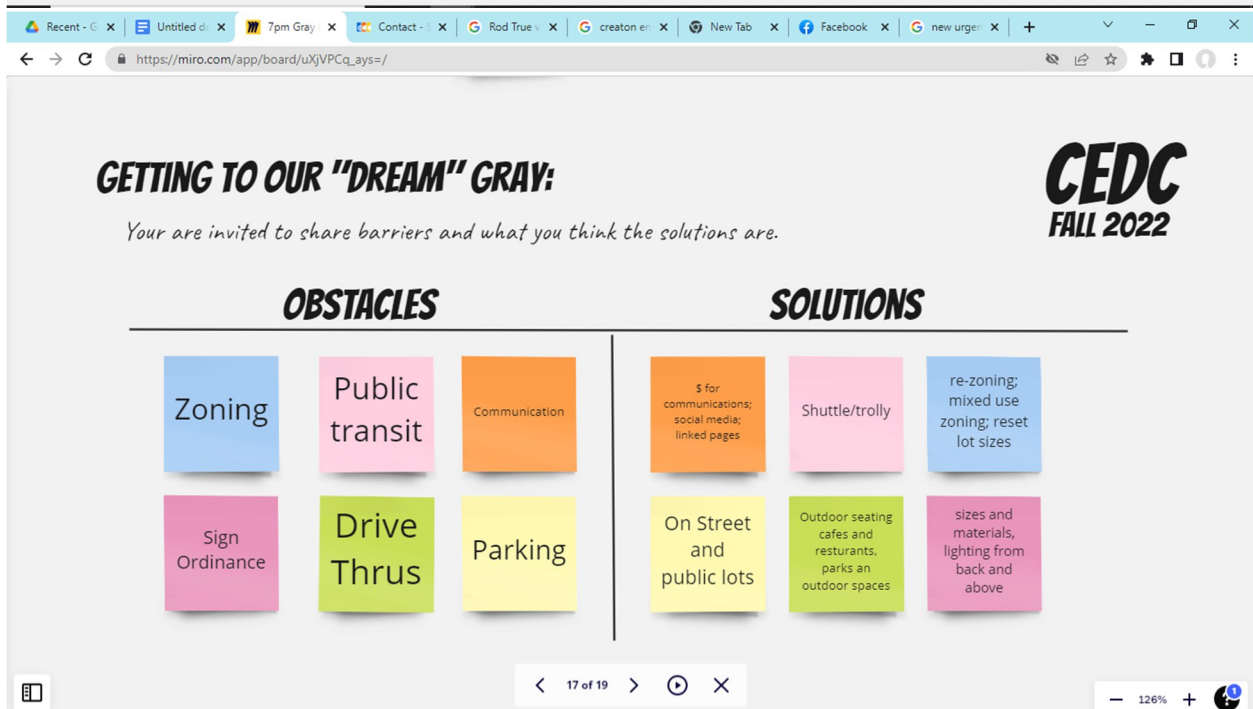 Recent - G
Untitled do
7pm Gray
Contact - S
Rod True v
creaton en
New Tab
Facebook
new urgen
https://miro.com/app/board/uXjVPCq_ays=/
GETTING TO OUR "DREAM" GRAY:
Your are invited to share barriers and what you think the solutions are.
CEDC
FALL 2022
OBSTACLES
SOLUTIONS
Zoning
Public
transit
Communication
$ for
communications;
social media;
linked pages
Shuttle/trolly
re-zoning;
mixed use
zoning; reset
lot sizes
Sign
Ordinance
Drive
Thrus
Parking
On Street
and
public lots
Outdoor seating
cafes and
resturants,
parks an
outdoor spaces
sizes and
materials,
lighting from
back and
above
17 of 19
126%
1